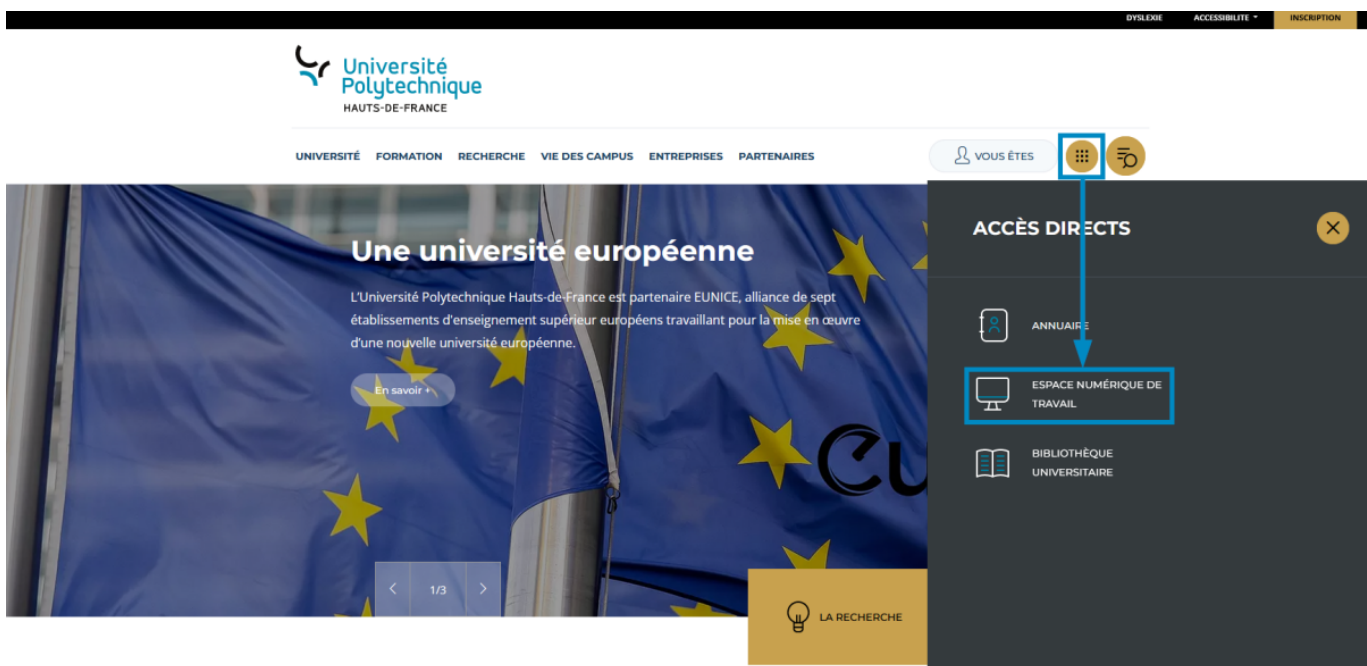 DYSLEXIE ACCESSIBILITE INSCRIPTION
Université
Polytechnique
HAUTS-DE-FRANCE
UNIVERSITÉ FORMATION RECHERCHE VIE DES CAMPUS ENTREPRISES PARTENAIRES VOUS ÊTES
Une université européenne
L'Université Polytechnique Hauts-de-France est partenaire EUNICE, alliance de sept
établissements d'enseignement supérieur européens travaillant pour la mise en œuvre
d'une nouvelle université européenne.
En savoir +
eu
1/3
LA RECHERCHE
ACCÈS DIRECTS
ANNUAIRE
ESPACE NUMÉRIQUE DE
TRAVAIL
BIBLIOTHÈQUE
UNIVERSITAIRE